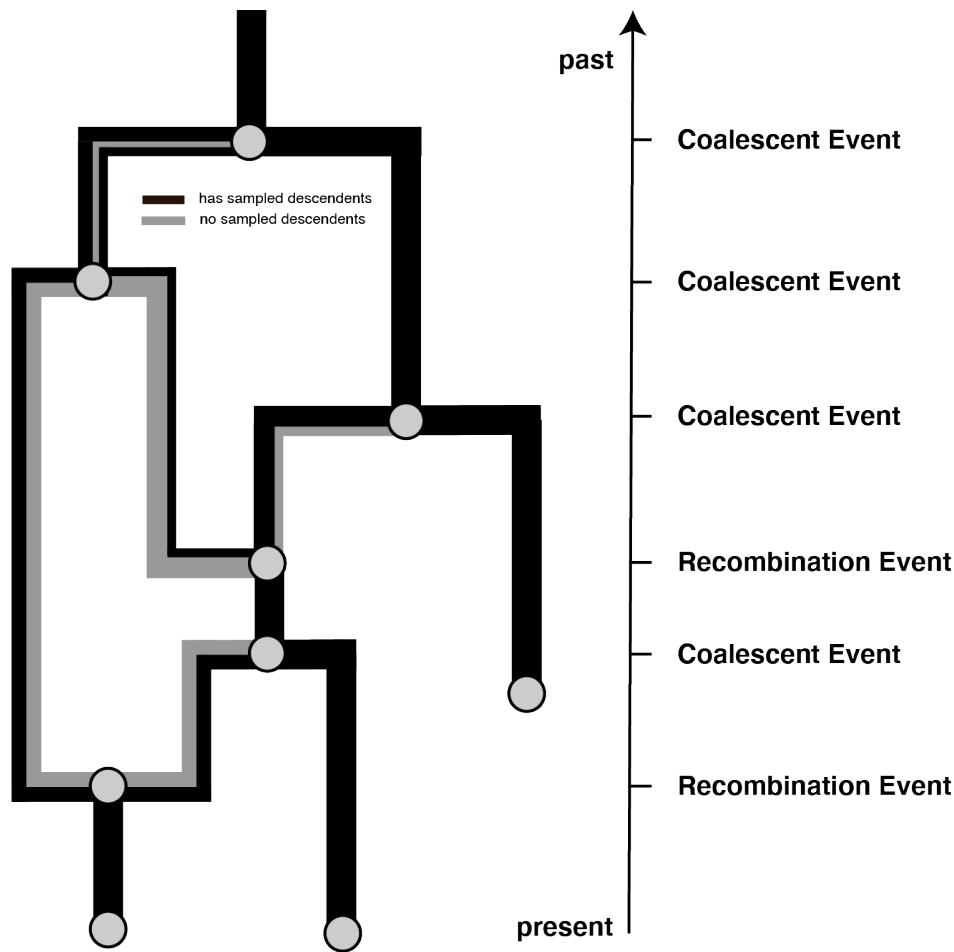 past
Coalescent Event
has sampled descendents
no sampled descendents
Coalescent Event
Coalescent Event
Recombination Event
Coalescent Event
Recombination Event
present